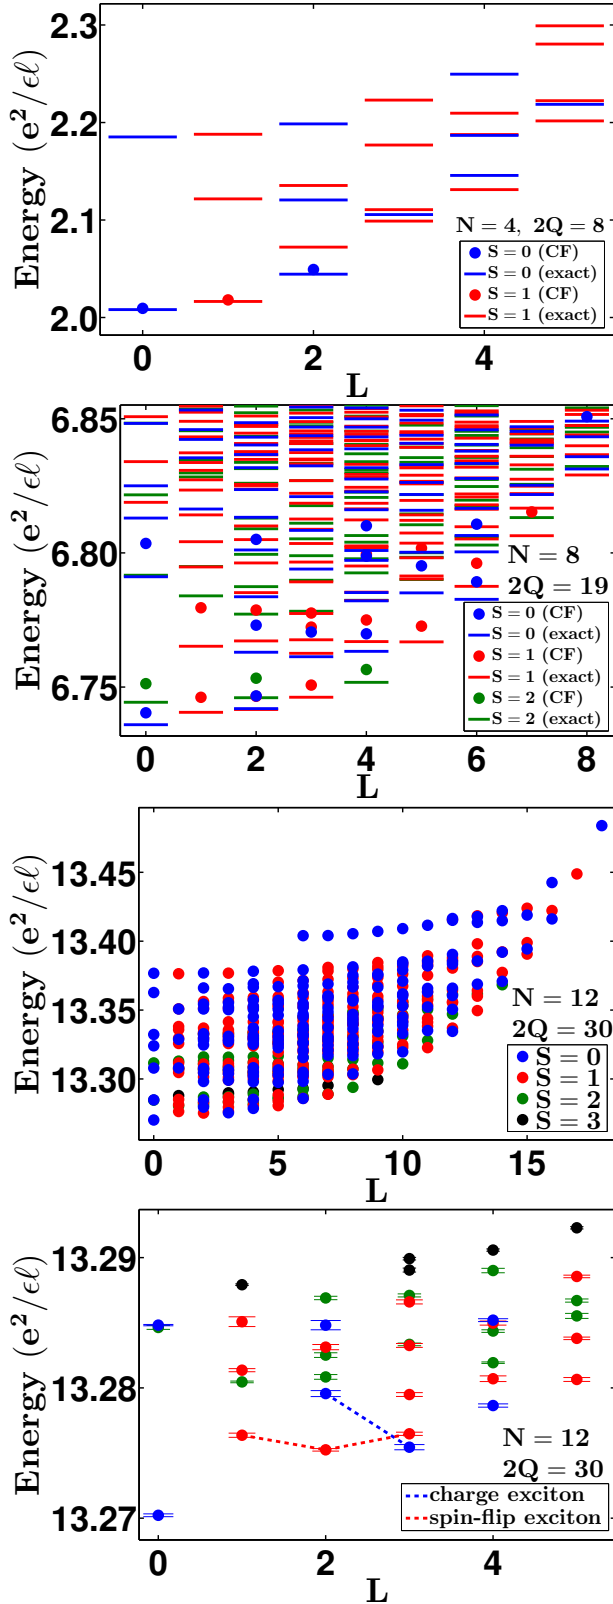 2.3
2.2
2.1
2.0
Energy (e²/ϵℓ)
N = 4, 2Q = 8
S = 0 (CF)
S = 0 (exact)
S = 1 (CF)
S = 1 (exact)
0 2 4
L
6.85
6.80
6.75
Energy (e²/ϵℓ)
N = 8
2Q = 19
S = 0 (CF)
S = 0 (exact)
S = 1 (CF)
S = 1 (exact)
S = 2 (CF)
S = 2 (exact)
0 2 4 6 8
L
13.45
13.40
13.35
13.30
Energy (e²/ϵℓ)
N = 12
2Q = 30
S = 0
S = 1
S = 2
S = 3
0 5 10 15
L
13.29
13.28
13.27
Energy (e²/ϵℓ)
N = 12
2Q = 30
charge exciton
spin-flip exciton
0 2 4
L